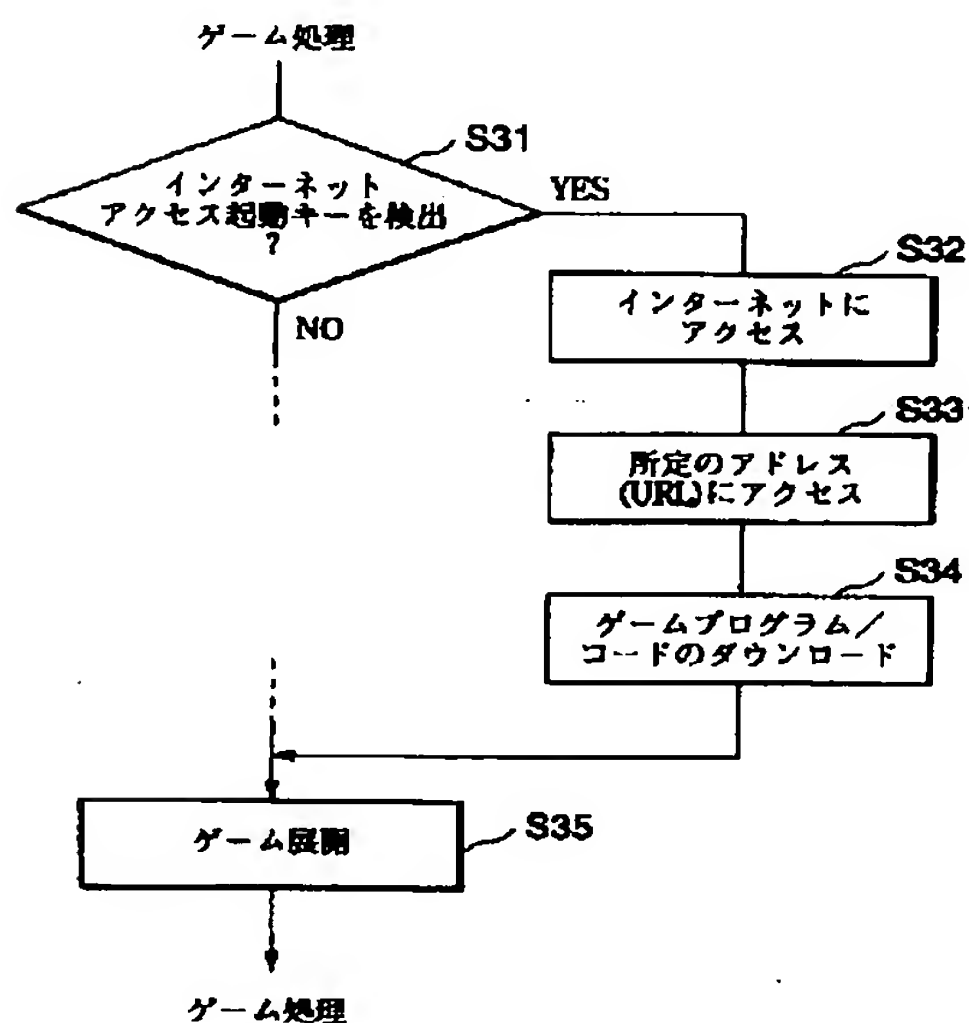 ゲーム処理
S31
インターネット
アクセス起動キーを検出
?
YES
NO
S32
インターネットに
アクセス
S33
所定のアドレス
(URL)にアクセス
S34
ゲームプログラム/
コードのダウンロード
ゲーム展開
S35
ゲーム処理